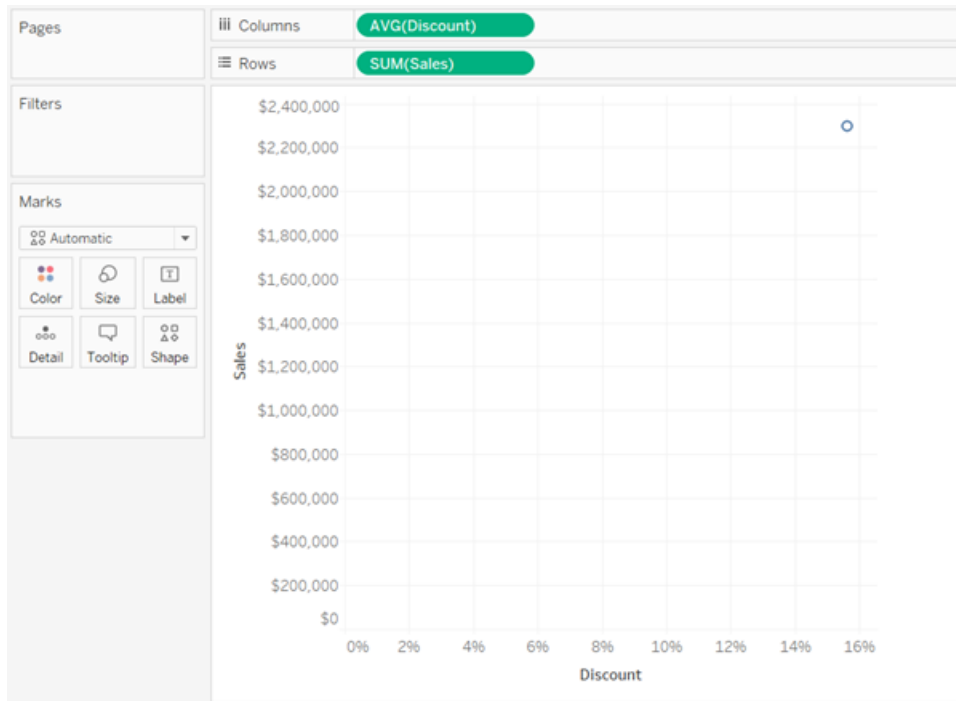 Pages
Columns
AVG(Discount)
Rows
SUM(Sales)
Filters
Marks
Automatic
Color
Size
Label
Detail
Tooltip
Shape
$2,400,000
$2,200,000
$2,000,000
$1,800,000
$1,600,000
$1,400,000
$1,200,000
$1,000,000
$800,000
$600,000
$400,000
$200,000
$0
Sales
0% 2% 4% 6% 8% 10% 12% 14% 16%
Discount